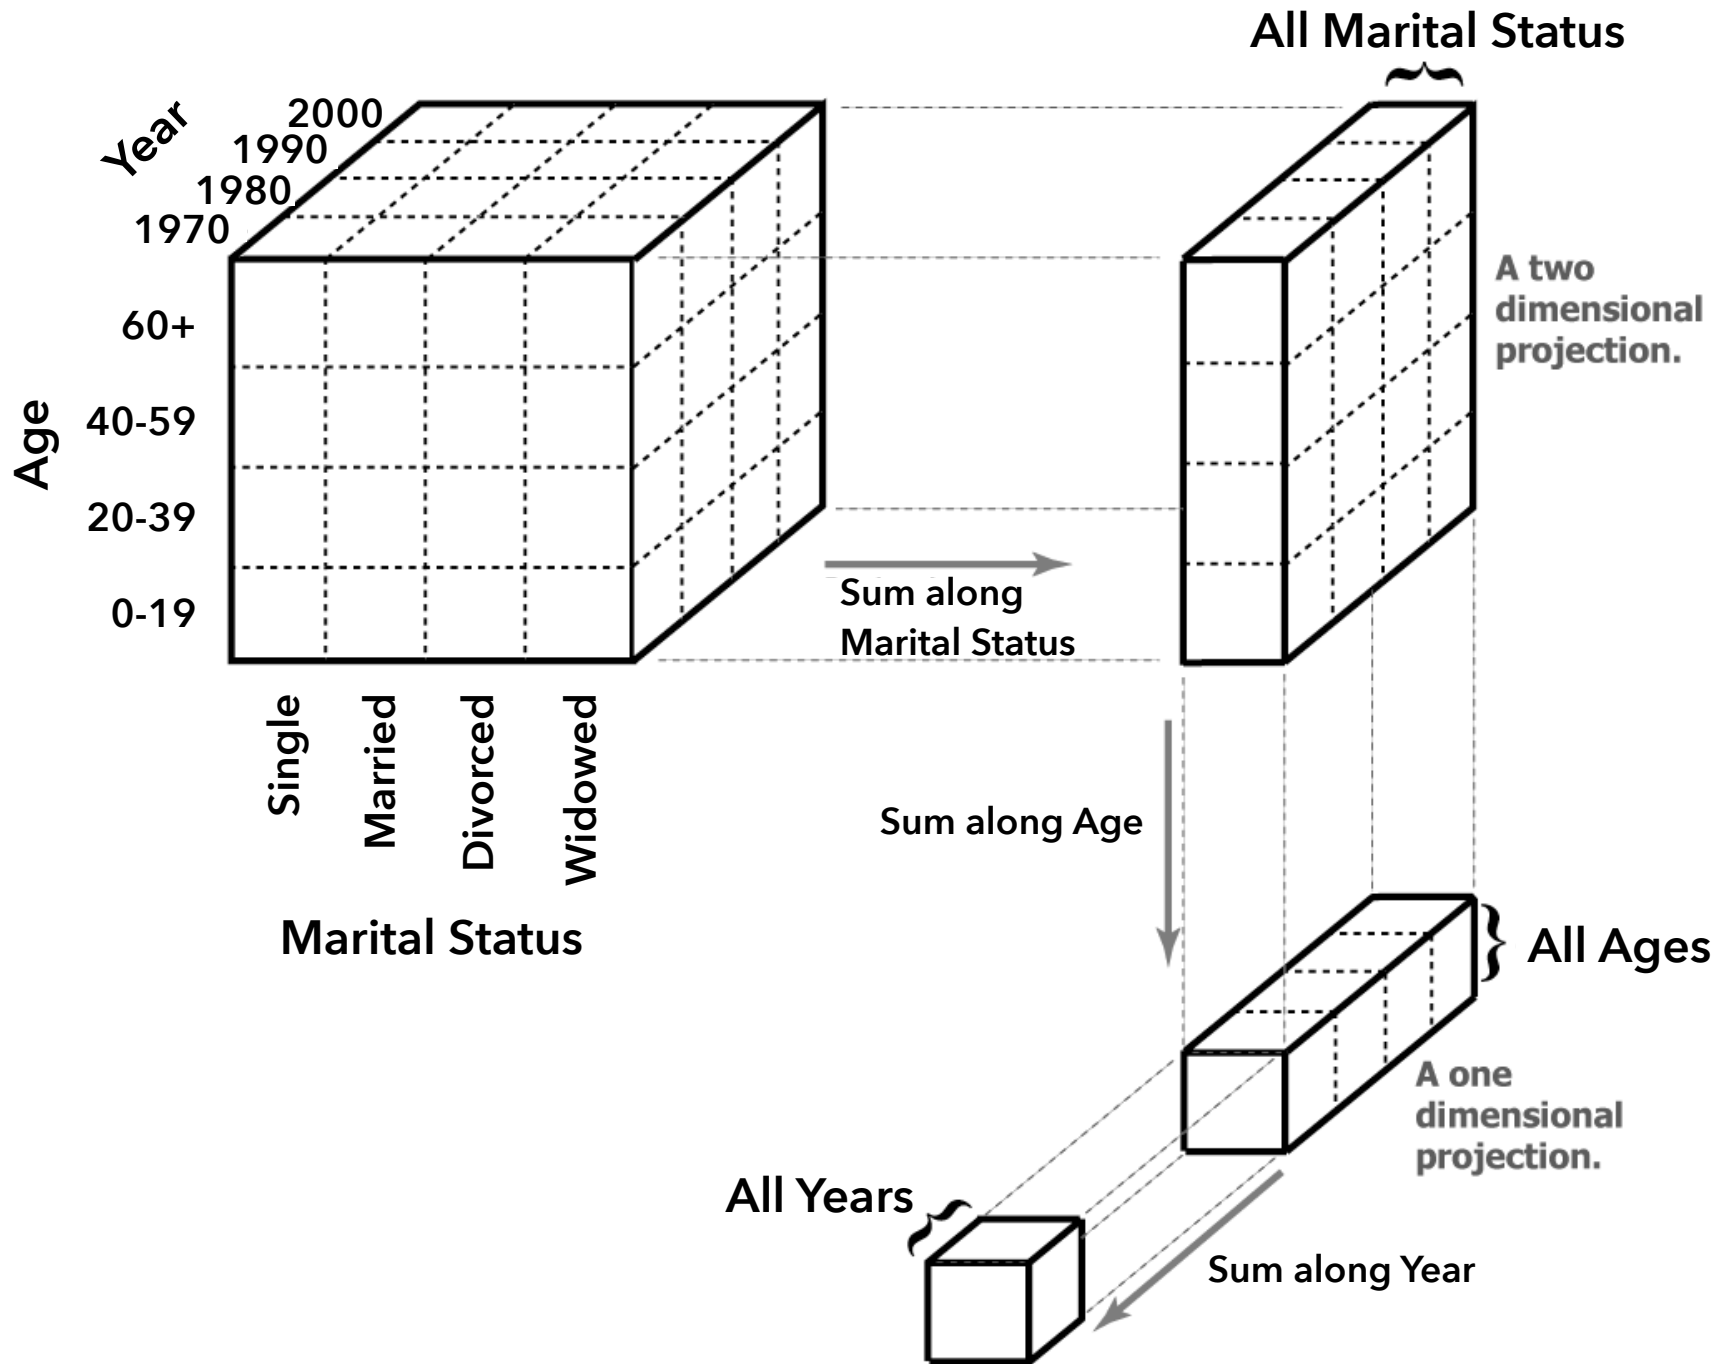 All Marital Status
Year
2000
1990
1980
1970
60+
40-59
20-39
0-19
Age
A two
dimensional
projection.
Sum along
Marital Status
Single
Married
Divorced
Widowed
Marital Status
Sum along Age
All Ages
A one
dimensional
projection.
All Years
Sum along Year